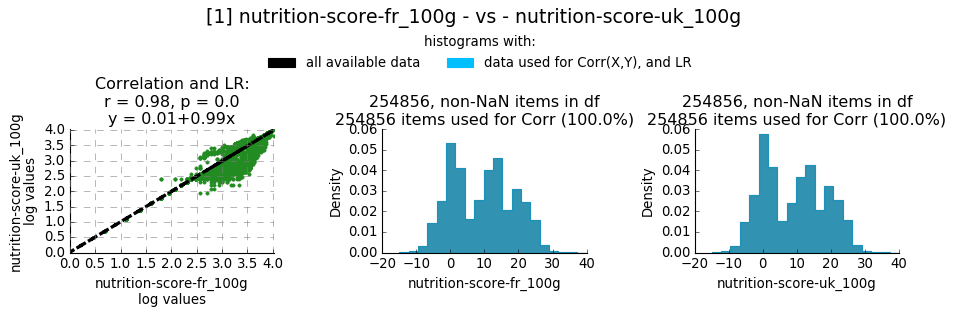 [1] nutrition-score-fr_100g - vs - nutrition-score-uk_100g
histograms with:
all available data
data used for Corr(X,Y), and LR
Correlation and LR:
r = 0.98, p = 0.0
y = 0.01+0.99x
nutrition-score-uk_100g
log values
4.0
3.5
3.0
2.5
2.0
1.5
1.0
0.5
0.0
0.0 0.5 1.0 1.5 2.0 2.5 3.0 3.5 4.0
nutrition-score-fr_100g
log values
254856, non-NaN items in df
254856 items used for Corr (100.0%)
Density
0.06
0.05
0.04
0.03
0.02
0.01
0.00
−20 −10 0 10 20 30 40
nutrition-score-fr_100g
254856, non-NaN items in df
254856 items used for Corr (100.0%)
Density
0.06
0.05
0.04
0.03
0.02
0.01
0.00
−20 −10 0 10 20 30 40
nutrition-score-uk_100g